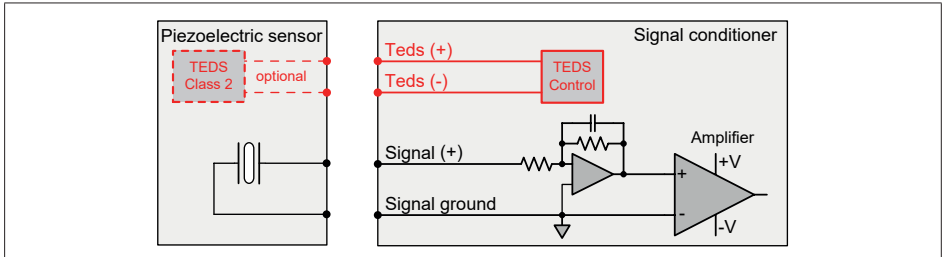 Piezoelectric sensor
TEDS
Class 2
optional
Signal conditioner
Teds (+)
Teds (-)
TEDS
Control
Signal (+)
Signal ground
Amplifier
+V
+
-
-V